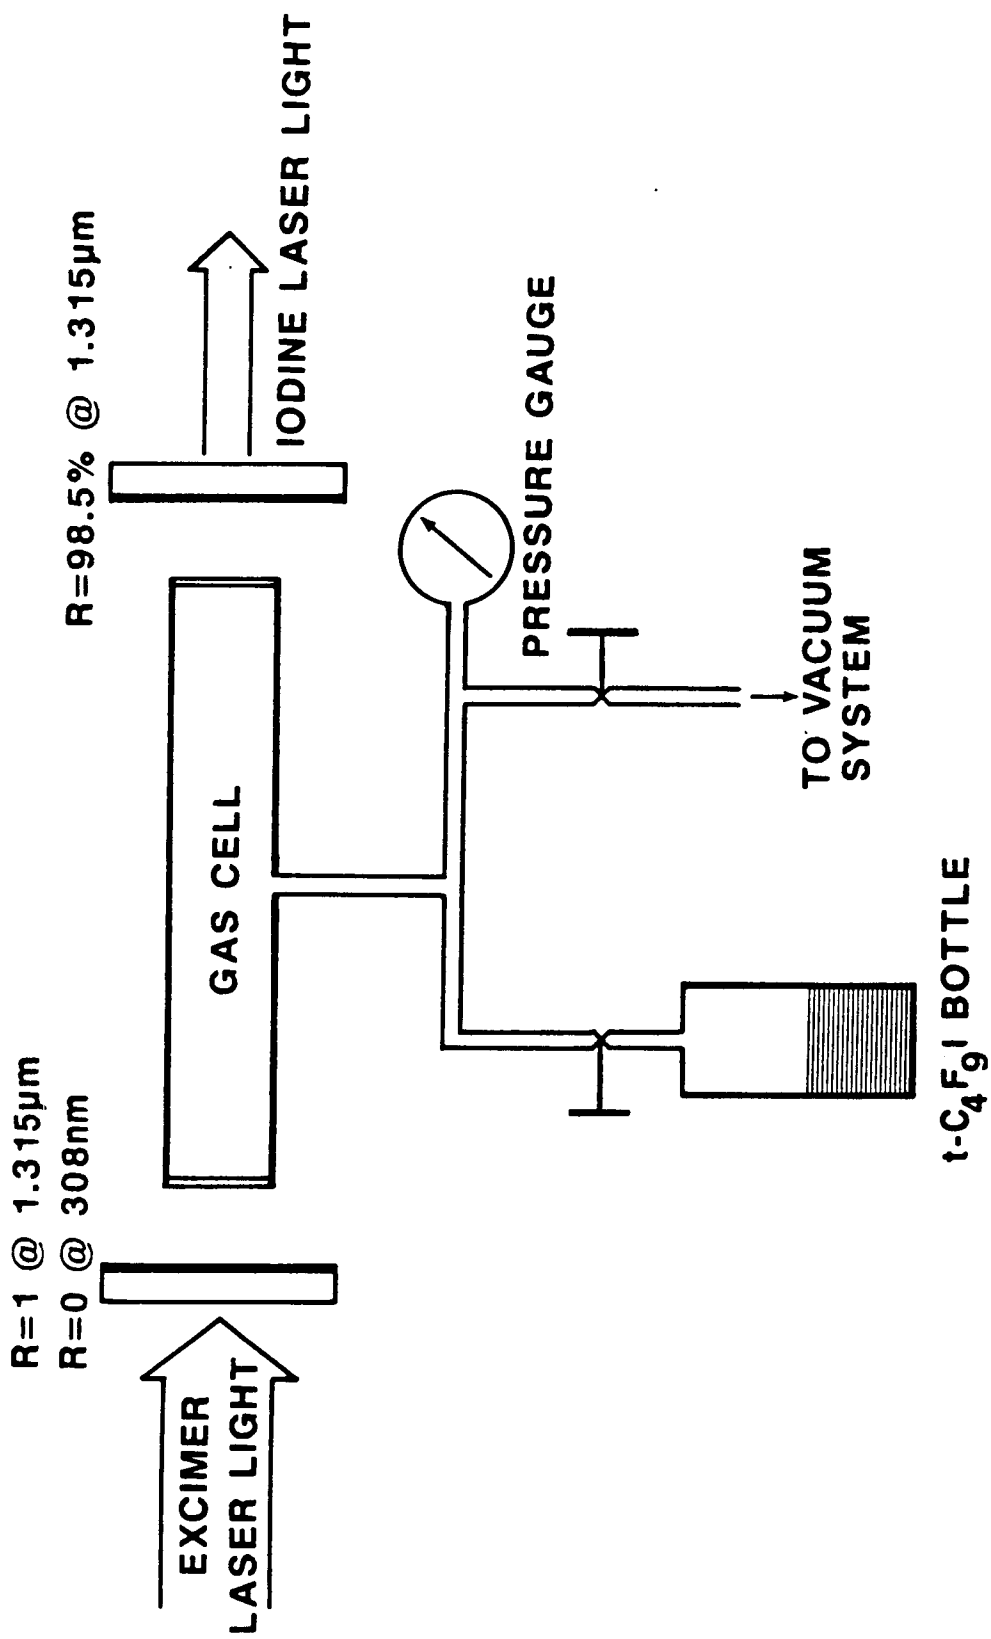 R=1 @ 1.315µm
R=0 @ 308nm
R=98.5% @ 1.315µm
EXCIMER
LASER LIGHT
GAS CELL
IODINE LASER LIGHT
PRESSURE GAUGE
TO VACUUM
SYSTEM
t-C₄F₉I BOTTLE